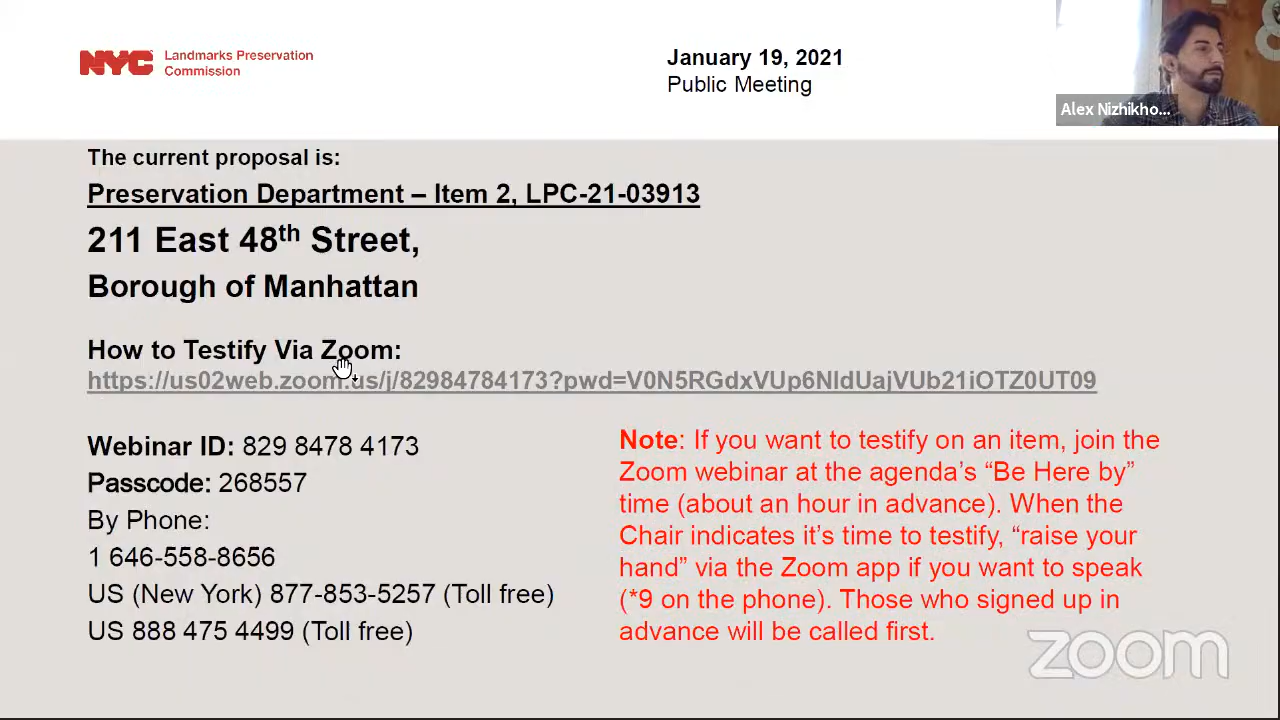 NYC Landmarks Preservation
Commission
January 19, 2021
Public Meeting
Alex Nizhikho...
The current proposal is:
Preservation Department – Item 2, LPC-21-03913
211 East 48th Street,
Borough of Manhattan
How to Testify Via Zoom:
https://us02web.zoom.us/j/82984784173?pwd=V0N5RGdxVUp6NldUajVUb21iOTZ0UT09
Webinar ID: 829 8478 4173
Passcode: 268557
By Phone:
1 646-558-8656
US (New York) 877-853-5257 (Toll free)
US 888 475 4499 (Toll free)
Note: If you want to testify on an item, join the
Zoom webinar at the agenda’s “Be Here by”
time (about an hour in advance). When the
Chair indicates it’s time to testify, “raise your
hand” via the Zoom app if you want to speak
(*9 on the phone). Those who signed up in
advance will be called first.
zoom